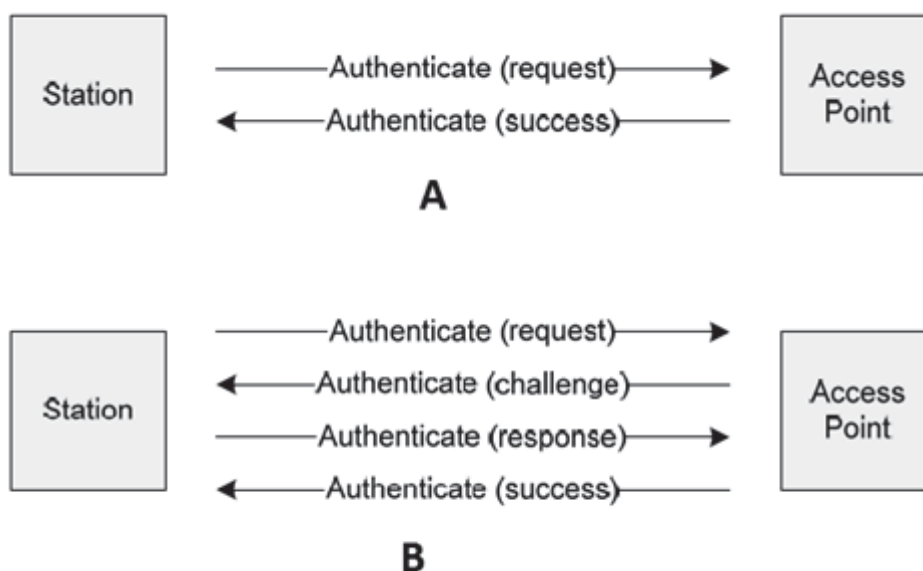 Station
Authenticate (request)
Authenticate (success)
Access
Point
A
Station
Authenticate (request)
Authenticate (challenge)
Authenticate (response)
Authenticate (success)
Access
Point
B